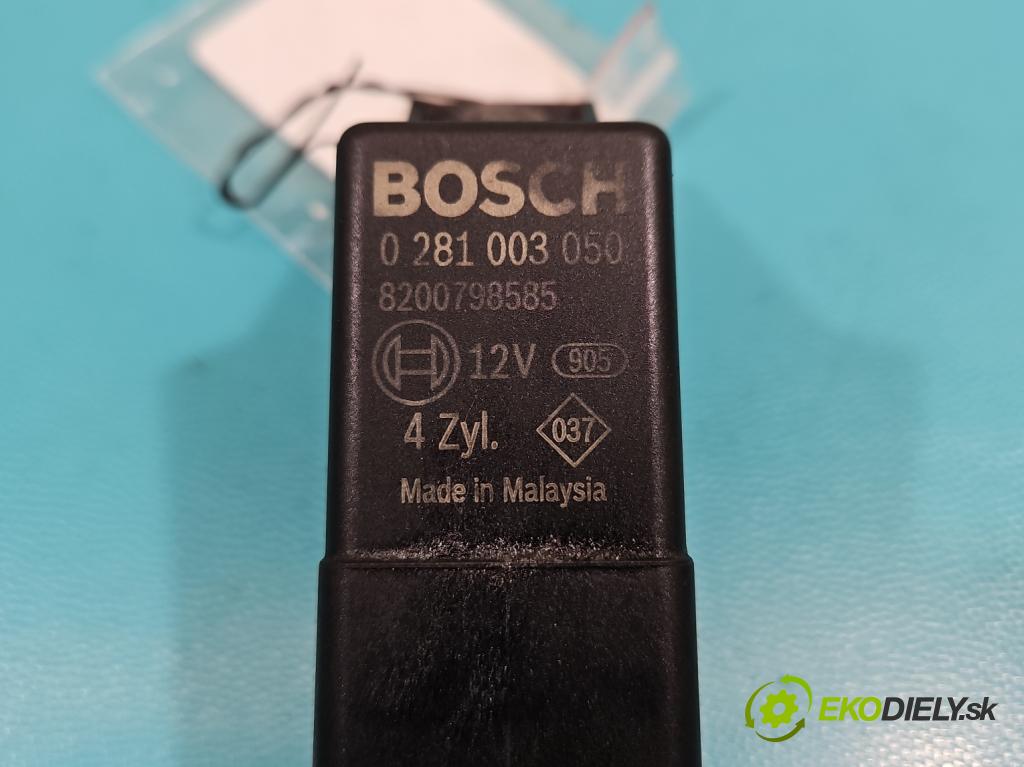 BOSCH
0 281 003 050
8200798585
12V 905
4 Zyl. 037
Made in Malaysia
EKODIELY.sk